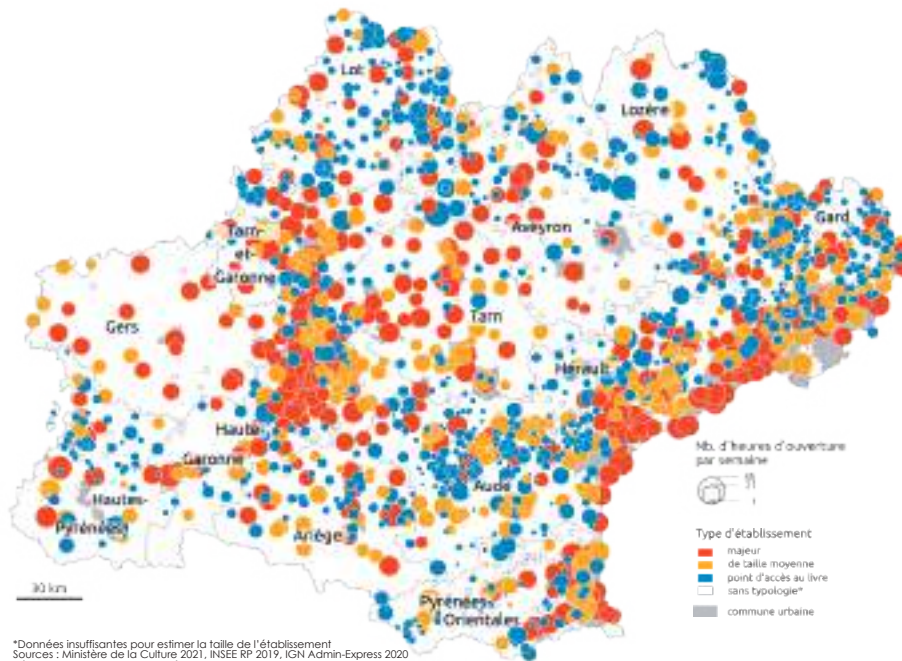 Lot
Lozère
Gard
Aveyron
Tarn-
et-
Garonne
Gers
Tarn
Hérault
Haute-
Garonne
Aude
Hautes-
Pyrénées
Ariège
Pyrénées-
Orientales
Nb. d'heures d'ouverture
par semaine
Type d'établissement
majeur
de taille moyenne
point d'accès au livre
sans typologie*
commune urbaine
30 km
*Données insuffisantes pour estimer la taille de l'établissement
Sources : Ministère de la Culture 2021, INSEE RP 2019, IGN Admin-Express 2020